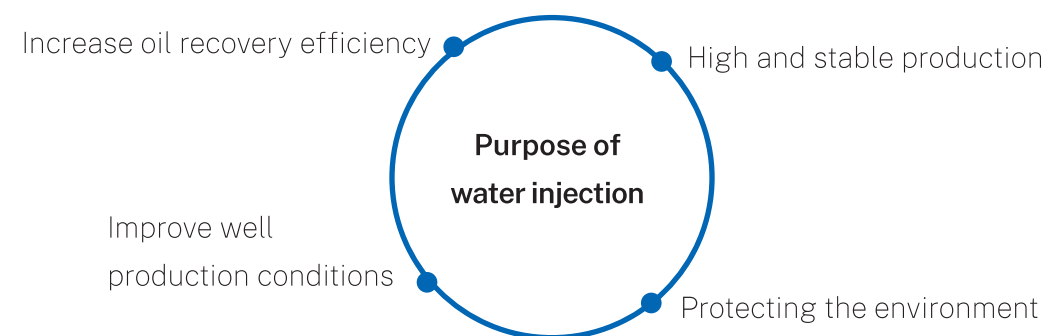 Increase oil recovery efficiency
High and stable production
Purpose of
water injection
Improve well
production conditions
Protecting the environment